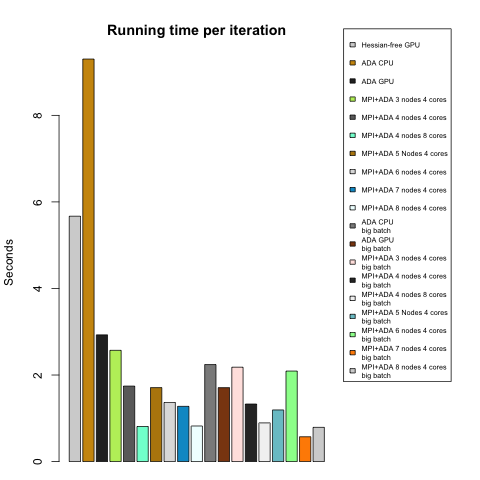 Running time per iteration
Seconds
0
2
4
6
8
Hessian-free GPU
ADA CPU
ADA GPU
MPI+ADA 3 nodes 4 cores
MPI+ADA 4 nodes 4 cores
MPI+ADA 4 nodes 8 cores
MPI+ADA 5 Nodes 4 cores
MPI+ADA 6 nodes 4 cores
MPI+ADA 7 nodes 4 cores
MPI+ADA 8 nodes 4 cores
ADA CPU
big batch
ADA GPU
big batch
MPI+ADA 3 nodes 4 cores
big batch
MPI+ADA 4 nodes 4 cores
big batch
MPI+ADA 4 nodes 8 cores
big batch
MPI+ADA 5 Nodes 4 cores
big batch
MPI+ADA 6 nodes 4 cores
big batch
MPI+ADA 7 nodes 4 cores
big batch
MPI+ADA 8 nodes 4 cores
big batch